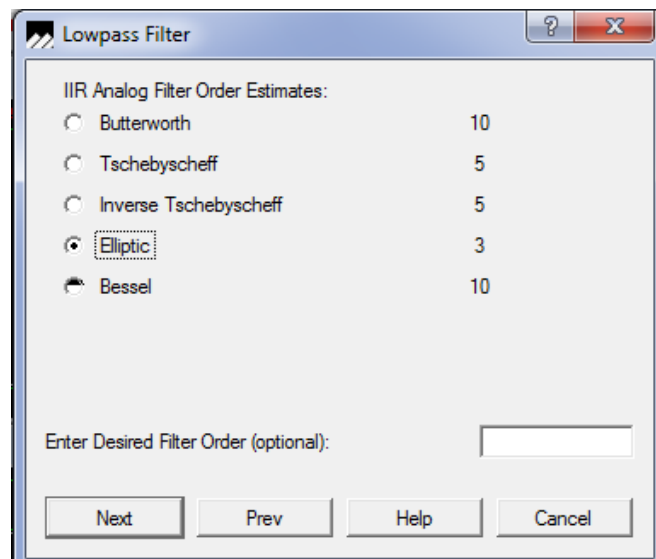 Lowpass Filter
IIR Analog Filter Order Estimates:
Butterworth 10
Tschebyscheff 5
Inverse Tschebyscheff 5
Elliptic 3
Bessel 10
Enter Desired Filter Order (optional):
Next Prev Help Cancel